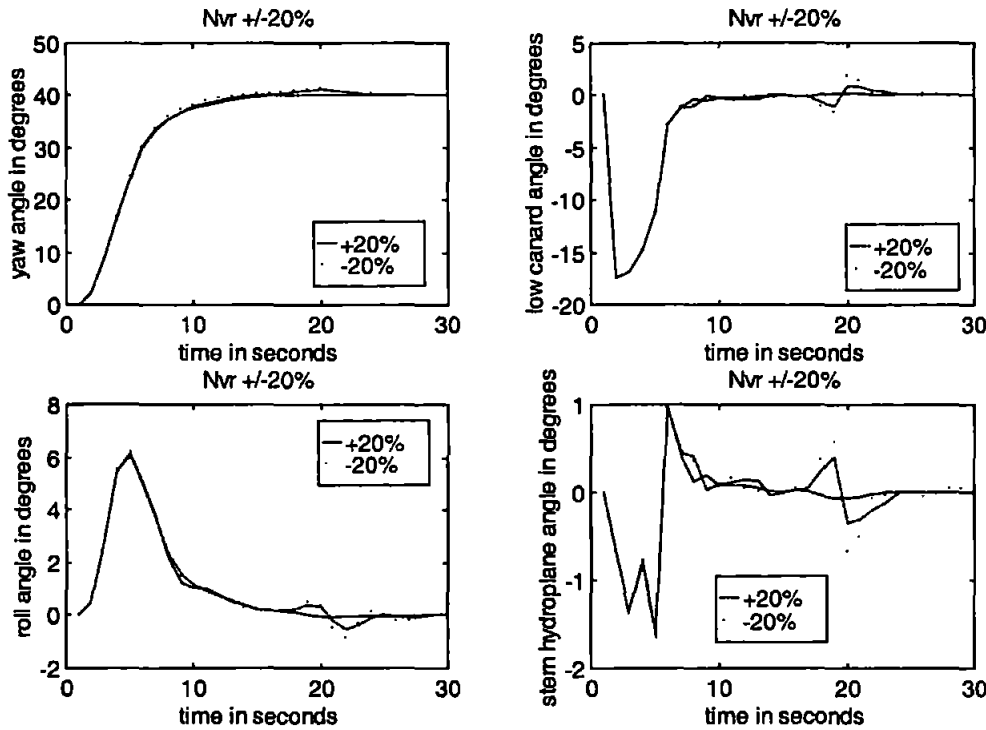 Nvr +/-20%
50
40
30
20
10
0
yaw angle in degrees
+20%
-20%
0 10 20 30
time in seconds
Nvr +/-20%
5
0
-5
-10
-15
-20
low canard angle in degrees
+20%
-20%
0 10 20 30
time in seconds
Nvr +/-20%
8
6
4
2
0
-2
roll angle in degrees
+20%
-20%
0 10 20 30
time in seconds
Nvr +/-20%
1
0
-1
-2
stern hydroplane angle in degrees
+20%
-20%
0 10 20 30
time in seconds